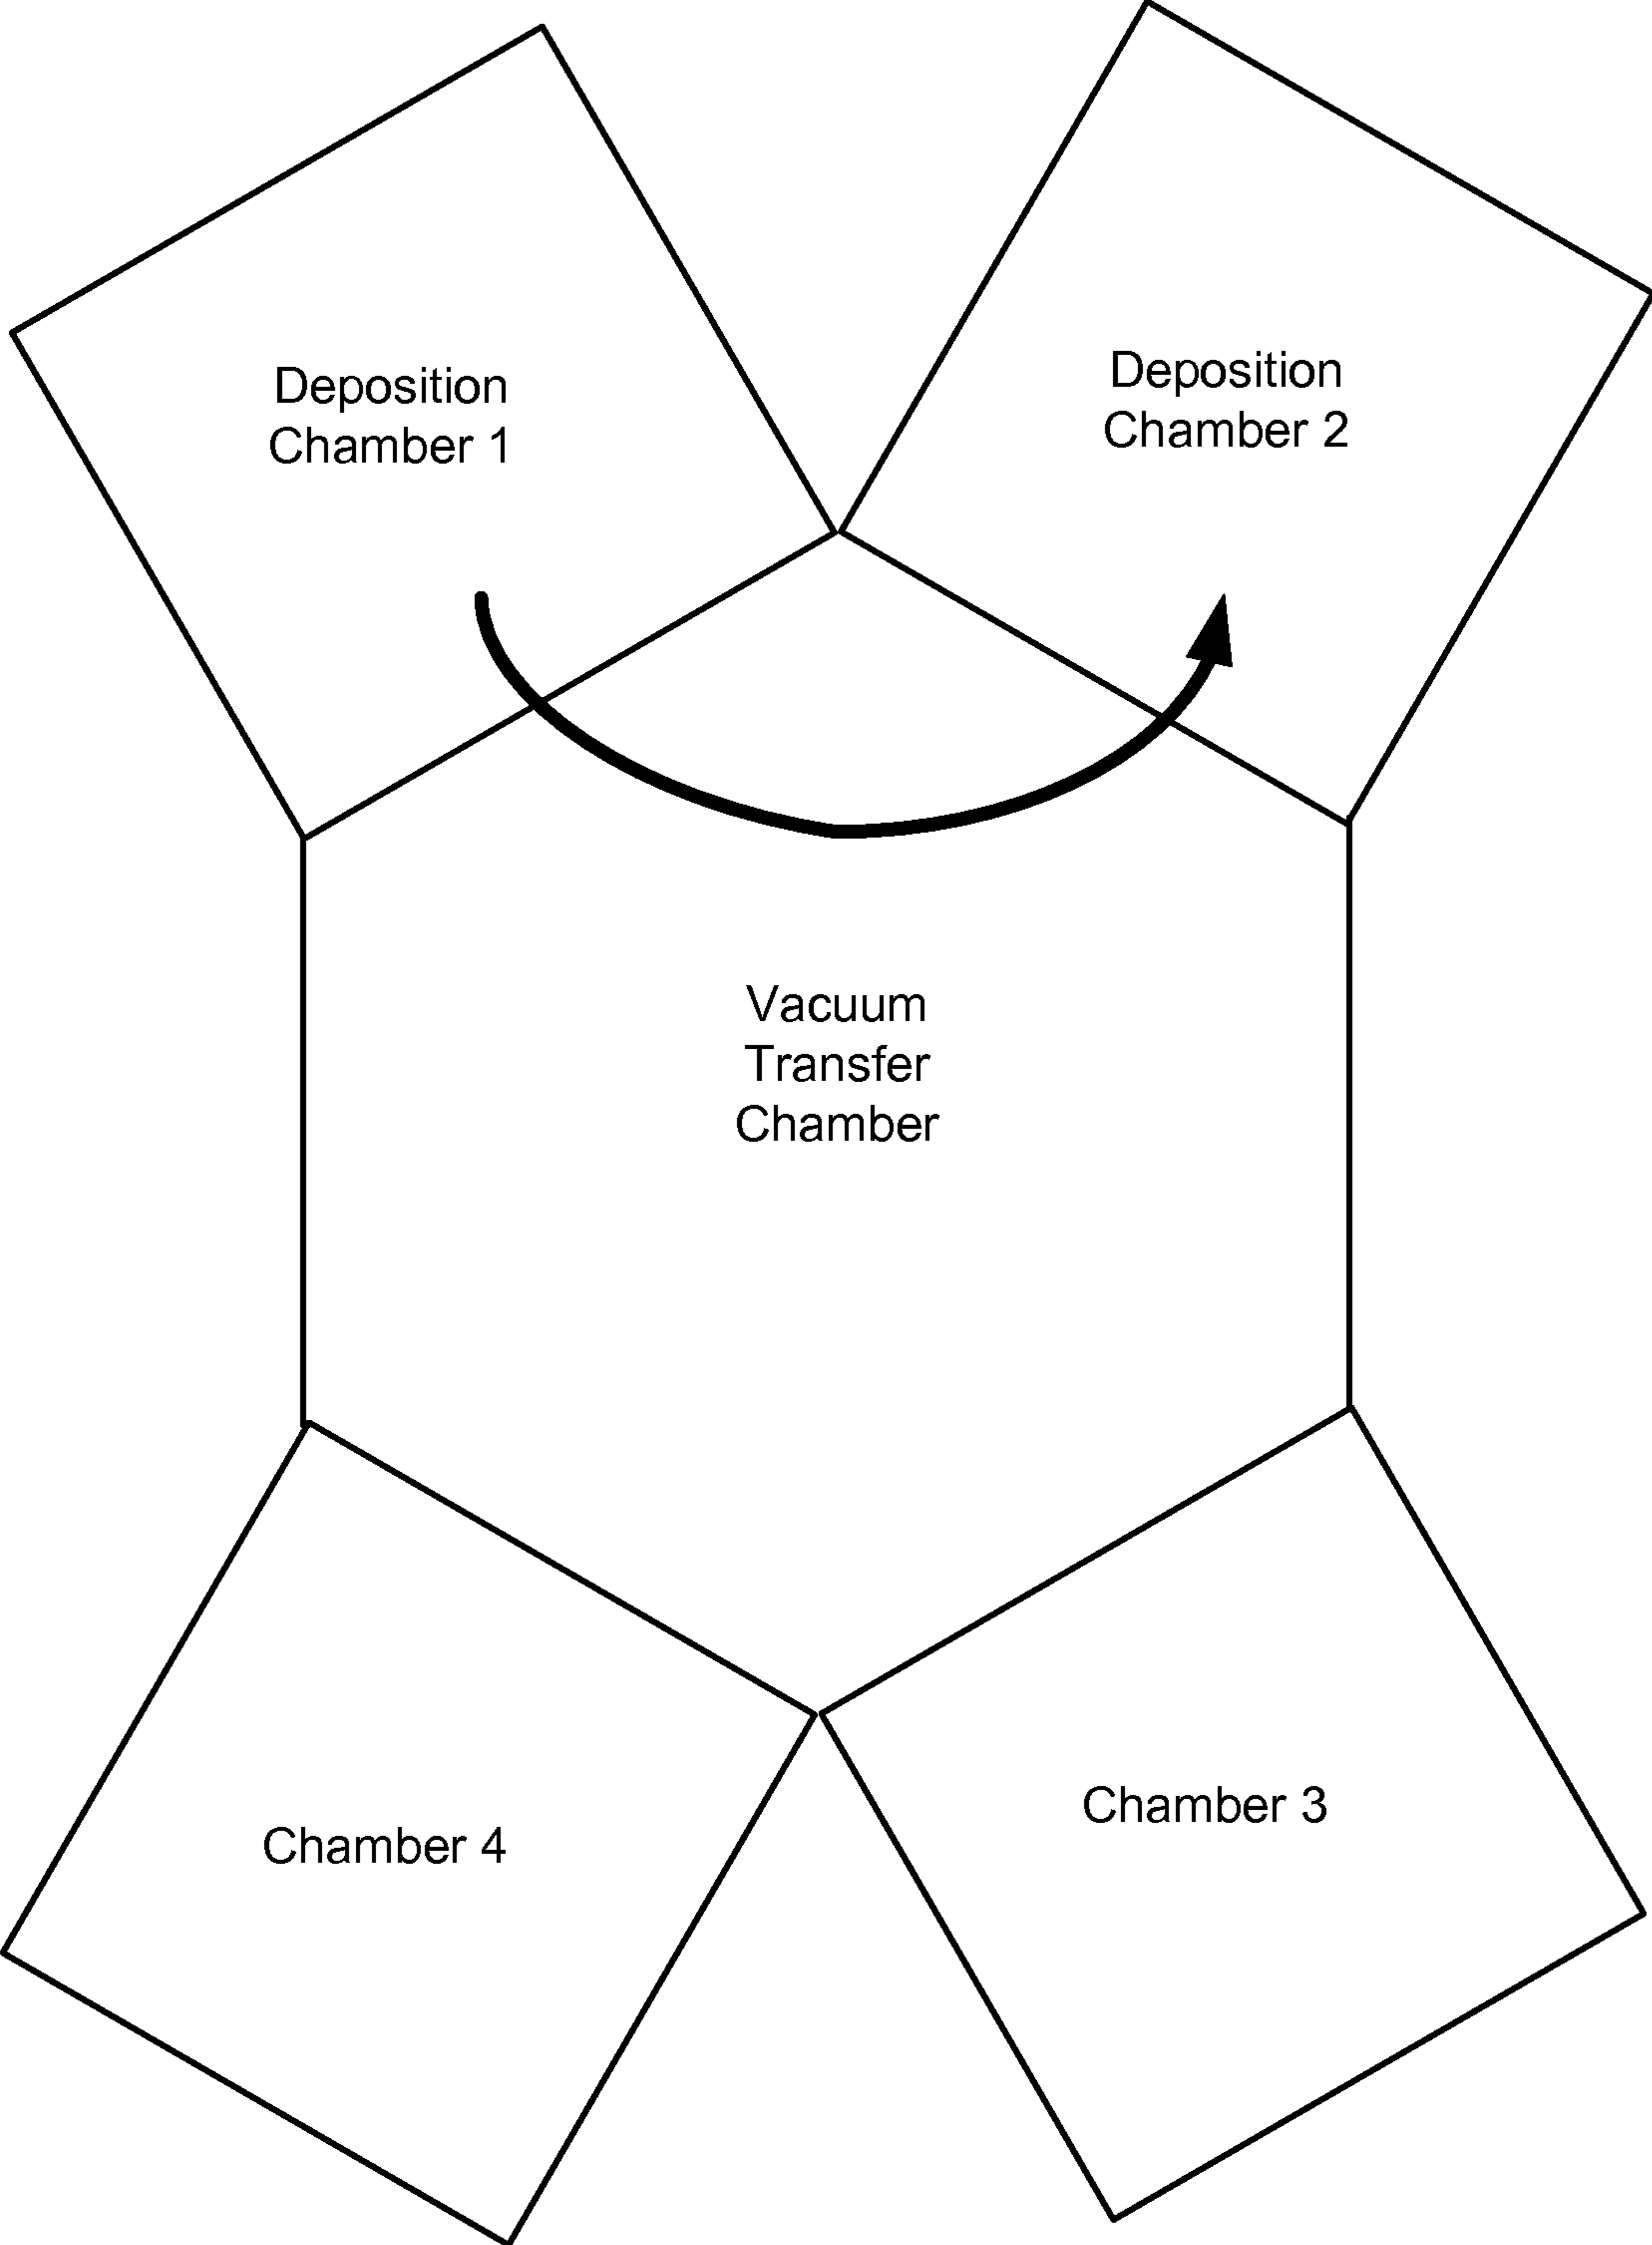 Deposition
Chamber 1
Deposition
Chamber 2
Vacuum
Transfer
Chamber
Chamber 4
Chamber 3